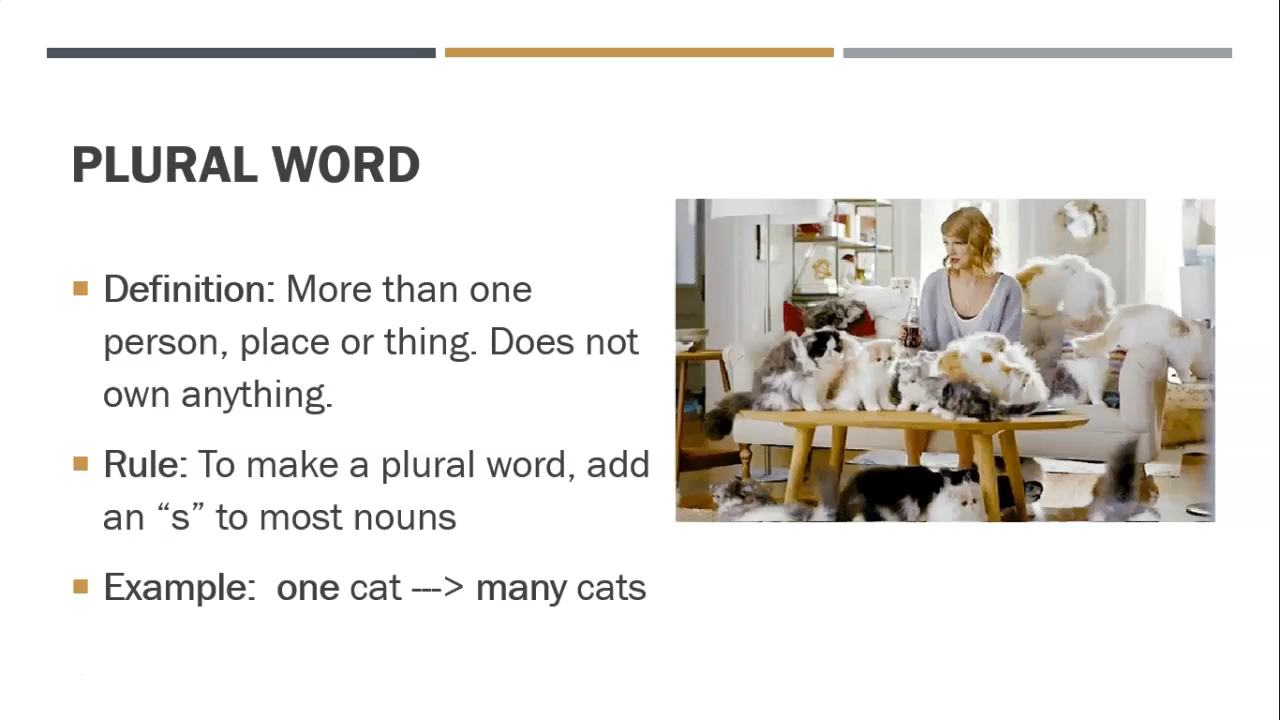 PLURAL WORD
Definition: More than one
person, place or thing. Does not
own anything.
Rule: To make a plural word, add
an “s” to most nouns
Example:  one cat ---> many cats